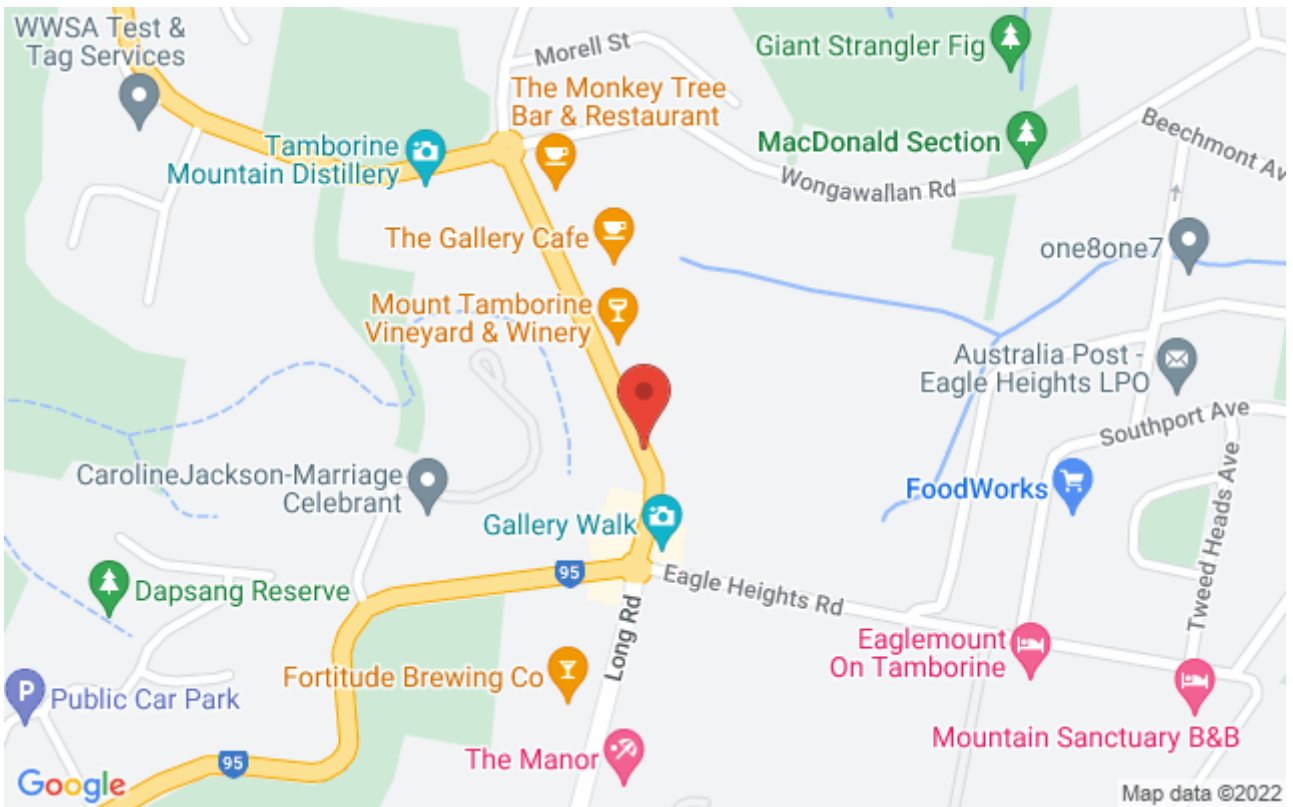 WWSA Test &
Tag Services
Morell St
Giant Strangler Fig
The Monkey Tree
Bar & Restaurant
Tamborine
Mountain Distillery
MacDonald Section
Beechmont Av
Wongawallan Rd
The Gallery Cafe
one8one7
Mount Tamborine
Vineyard & Winery
Australia Post -
Eagle Heights LPO
Southport Ave
CarolineJackson-Marriage
Celebrant
FoodWorks
Gallery Walk
Tweed Heads Ave
95
Eagle Heights Rd
Dapsang Reserve
Long Rd
Eaglemount
On Tamborine
Fortitude Brewing Co
P
Public Car Park
Mountain Sanctuary B&B
The Manor
95
Google
Map data ©2022